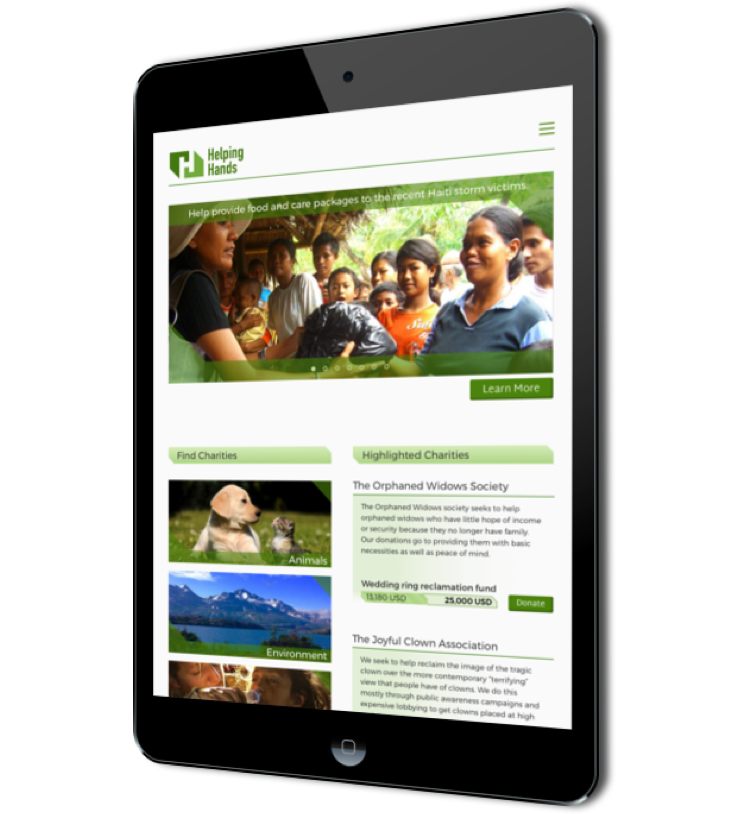 Helping
Hands
Help provide food and care packages to the recent Haiti storm victims.
Learn More
Find Charities
Highlighted Charities
Animals
Environment
The Orphaned Widows Society
The Orphaned Widows society seeks to help
orphaned widows who have little hope of income
or security because they no longer have family.
Our donations go to providing them with basic
necessities as well as peace of mind.
Wedding ring reclamation fund
13,180 USD
25,000 USD
Donate
The Joyful Clown Association
We seek to help reclaim the image of the tragic
clown over the more contemporary "terrifying"
view that people have of clowns. We do this
mostly through public awareness campaigns and
expensive lobbying to get clowns placed at high